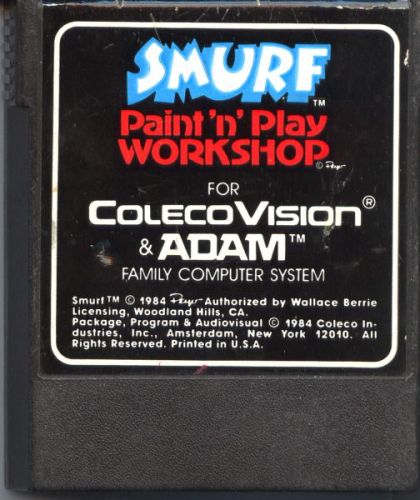 SMURF™
Paint 'n' Play
WORKSHOP
© Peyo
FOR
COLECOVISION®
& ADAM™
FAMILY COMPUTER SYSTEM
Smurf™ © 1984 Peyo–Authorized by Wallace Berrie
Licensing, Woodland Hills, CA.
Package, Program & Audiovisual © 1984 Coleco In-
dustries, Inc., Amsterdam, New York 12010. All
Rights Reserved. Printed in U.S.A.